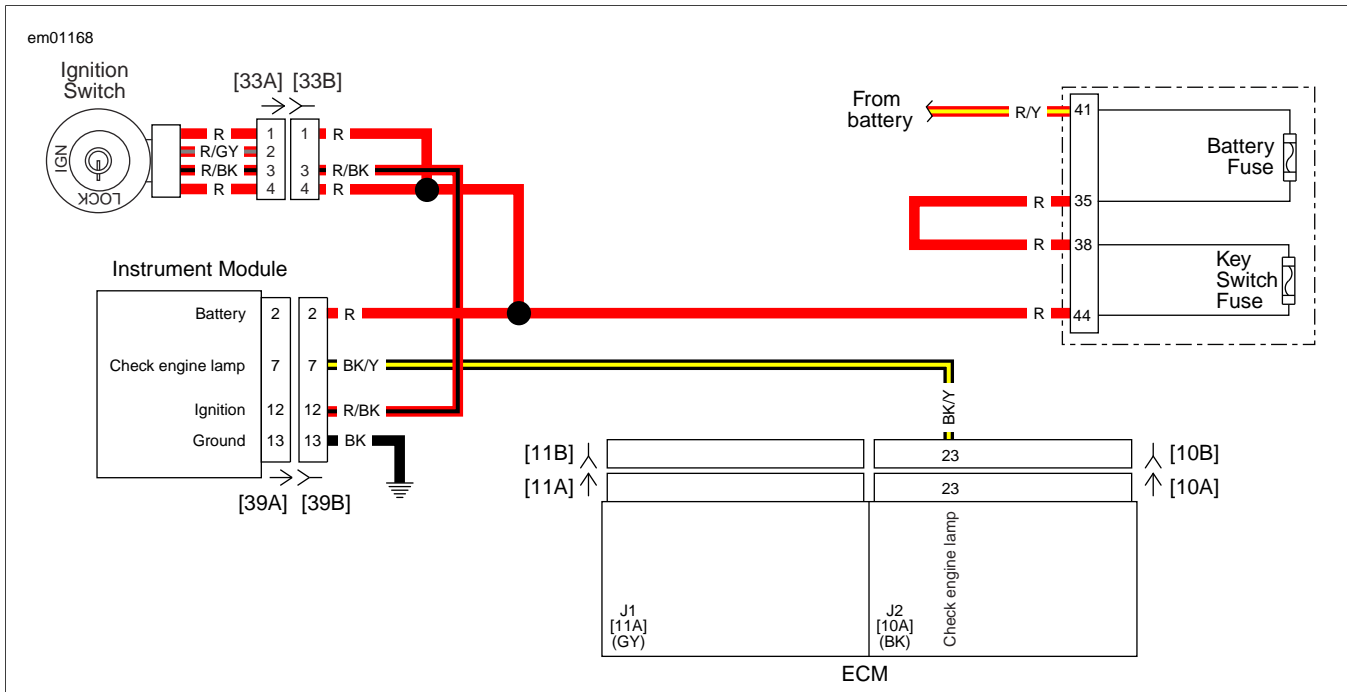 em01168
Ignition
Switch
[33A] [33B]
IGN
LOCK
R 1 1 R
R/GY 2
R/BK 3 3 R/BK
R 4 4 R
From
battery
R/Y 41
Battery
Fuse
R 35
R 38
Key
Switch
Fuse
R 44
Instrument Module
Battery 2 2 R
Check engine lamp 7 7 BK/Y
Ignition 12 12 R/BK
Ground 13 13 BK
[39A] [39B]
BK/Y
[11B] 23 [10B]
[11A] 23 [10A]
Check engine lamp
J1
[11A]
(GY)
J2
[10A]
(BK)
ECM